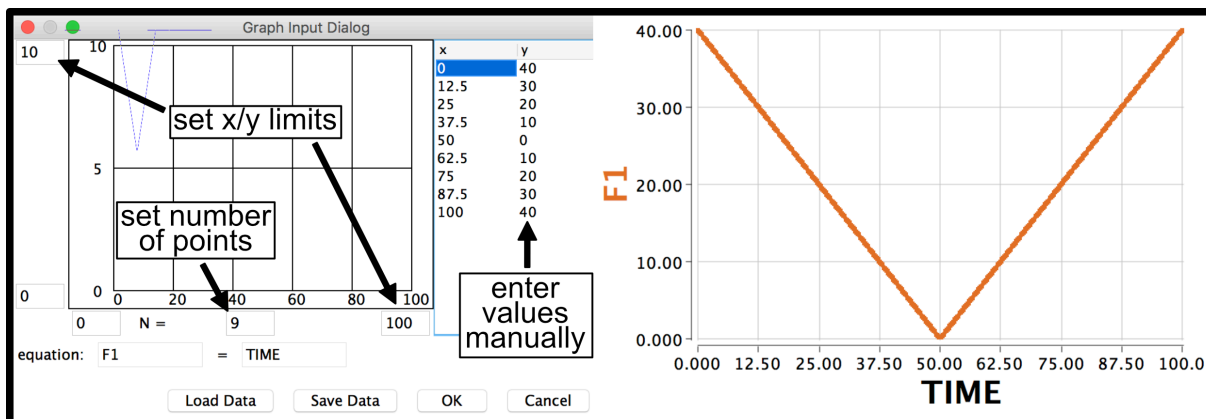 Graph Input Dialog
10
10
5
0
0
0 20 40 60 80 100
0 N = 9 100
set x/y limits
set number
of points
x y
0 40
12.5 30
25 20
37.5 10
50 0
62.5 10
75 20
87.5 30
100 40
enter
values
manually
equation: F1 = TIME
Load Data Save Data OK Cancel
F1
40.00
30.00
20.00
10.00
0.000
0.000 12.50 25.00 37.50 50.00 62.50 75.00 87.50 100.0
TIME